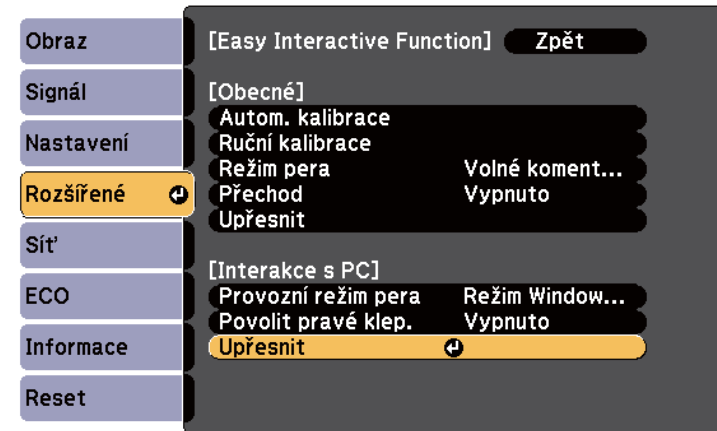 Obraz
Signál
Nastavení
Rozšířené
Síť
ECO
Informace
Reset
[Easy Interactive Function] Zpět
[Obecné]
Autom. kalibrace
Ruční kalibrace
Režim pera Volné koment...
Přechod Vypnuto
Upřesnit
[Interakce s PC]
Provozní režim pera Režim Window...
Povolit pravé klep. Vypnuto
Upřesnit